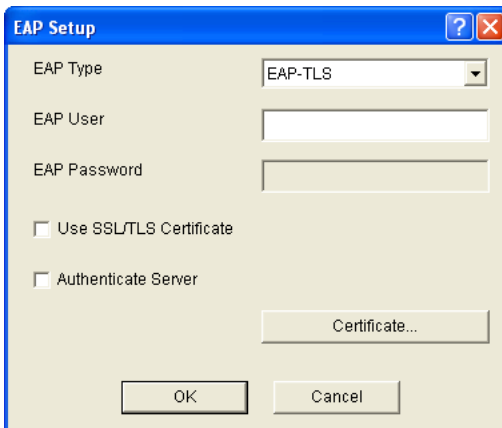 EAP Setup
EAP Type
EAP-TLS
EAP User
EAP Password
Use SSL/TLS Certificate
Authenticate Server
Certificate...
OK
Cancel